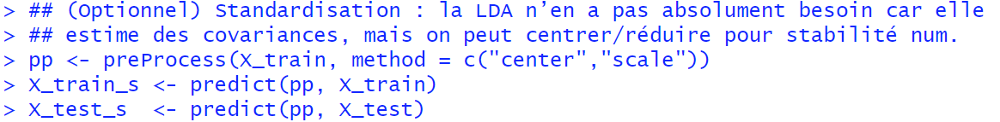 > ## (Optionnel) Standardisation : la LDA n’en a pas absolument besoin car elle
> ## estime des covariances, mais on peut centrer/réduire pour stabilité num.
> pp <- preProcess(X_train, method = c("center","scale"))
> X_train_s <- predict(pp, X_train)
> X_test_s  <- predict(pp, X_test)